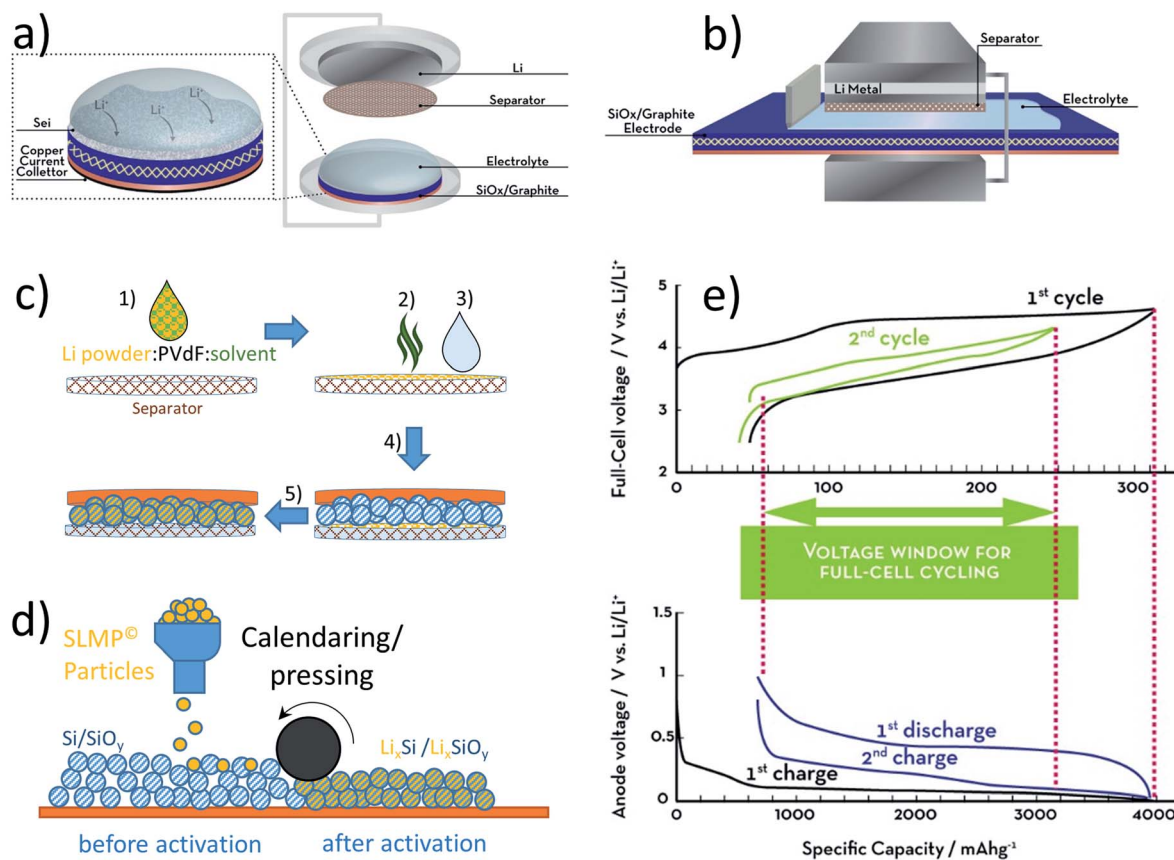 a)
Li⁺
Li⁺
Li⁺
Sei
Copper
Current
Collettor
Li
Separator
Electrolyte
SiOx/Graphite
b)
Separator
Li Metal
Electrolyte
SiOx/Graphite
Electrode
c)
1)
2)
3)
Li powder:PVdF:solvent
Separator
4)
5)
d)
SLMP©
Particles
Calendaring/
pressing
Si/SiOy
LixSi /LixSiOy
before activation
after activation
e)
Full-Cell voltage / V vs. Li/Li⁺
5
4
3
2
1st cycle
2nd cycle
0
100
200
300
Voltage window for
full-cell cycling
Anode voltage / V vs. Li/Li⁺
1.5
1
0.5
0
1st discharge
2nd charge
1st charge
0
1000
2000
3000
4000
Specific Capacity / mAhg⁻¹